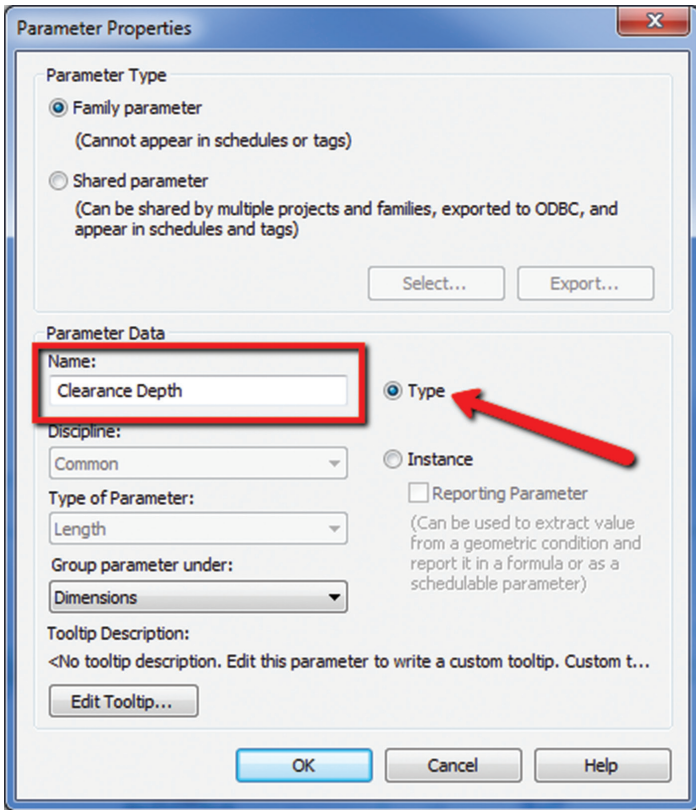 Parameter Properties
Parameter Type
Family parameter
(Cannot appear in schedules or tags)
Shared parameter
(Can be shared by multiple projects and families, exported to ODBC, and
appear in schedules and tags)
Select...
Export...
Parameter Data
Name:
Clearance Depth
Type
Discipline:
Common
Instance
Reporting Parameter
Type of Parameter:
(Can be used to extract value
from a geometric condition and
report it in a formula or as a
schedulable parameter)
Length
Group parameter under:
Dimensions
Tooltip Description:
<No tooltip description. Edit this parameter to write a custom tooltip. Custom t...
Edit Tooltip...
OK
Cancel
Help